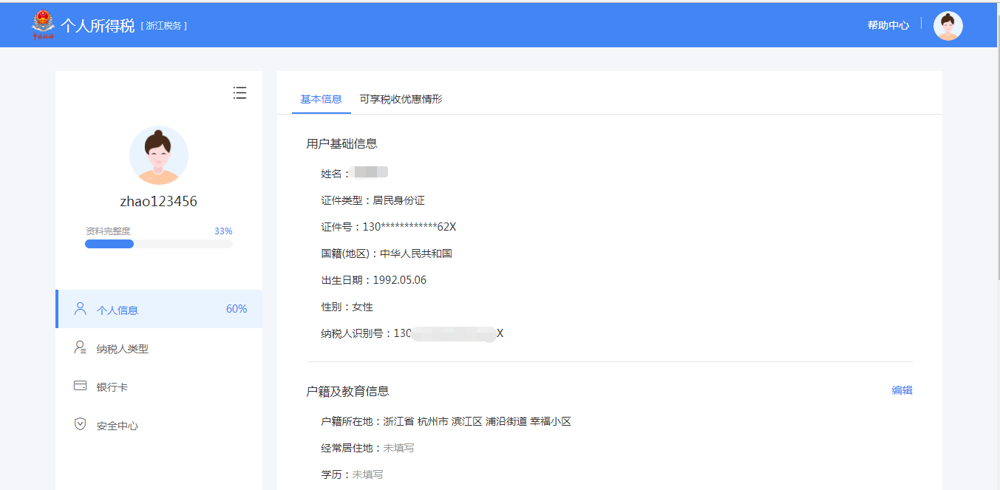 个人所得税 [ 浙江税务 ]
帮助中心
zhao123456
资料完整度 33%
个人信息 60%
纳税人类型
银行卡
安全中心
基本信息 可享税收优惠情形
用户基础信息
姓名：
证件类型：居民身份证
证件号：130************62X
国籍(地区)：中华人民共和国
出生日期：1992.05.06
性别：女性
纳税人识别号：130 X
户籍及教育信息 编辑
户籍所在地：浙江省 杭州市 滨江区 浦沿街道 幸福小区
经常居住地：未填写
学历：未填写